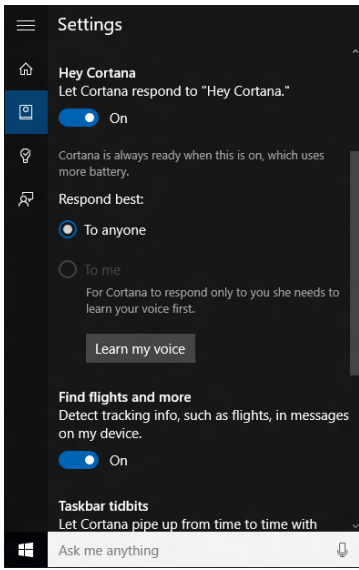 Settings
Hey Cortana
Let Cortana respond to "Hey Cortana."
On
Cortana is always ready when this is on, which uses
more battery.
Respond best:
To anyone
To me
For Cortana to respond only to you she needs to
learn your voice first.
Learn my voice
Find flights and more
Detect tracking info, such as flights, in messages
on my device.
On
Taskbar tidbits
Let Cortana pipe up from time to time with
Ask me anything